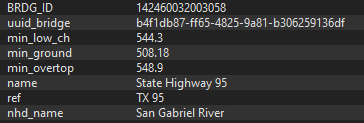 BRDG_ID 142460032003058
uuid_bridge b4f1db87-ff65-4825-9a81-b306259136df
min_low_ch 544.3
min_ground 508.18
min_overtop 548.9
name State Highway 95
ref TX 95
nhd_name San Gabriel River